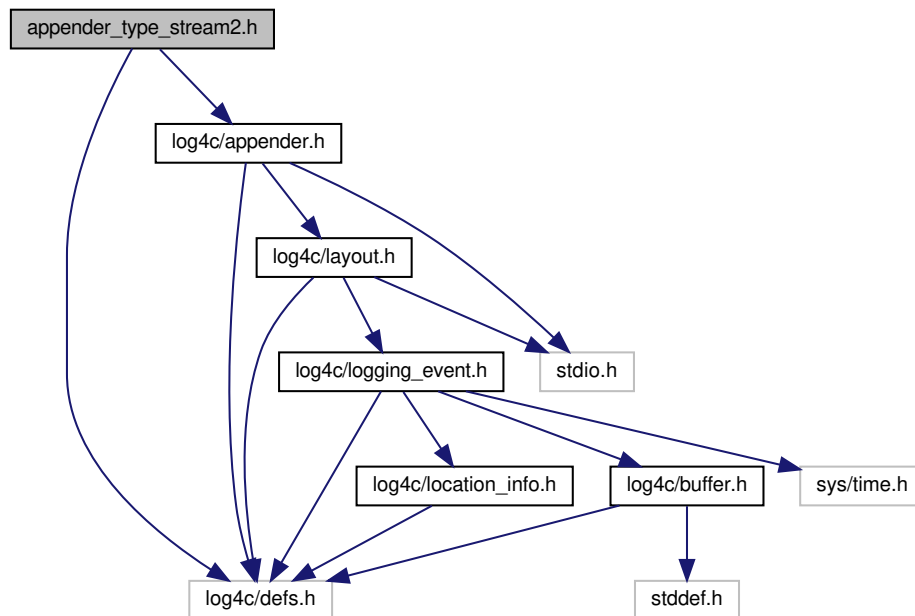 appender_type_stream2.h
log4c/appender.h
log4c/layout.h
log4c/logging_event.h
stdio.h
log4c/location_info.h
log4c/buffer.h
sys/time.h
log4c/defs.h
stddef.h